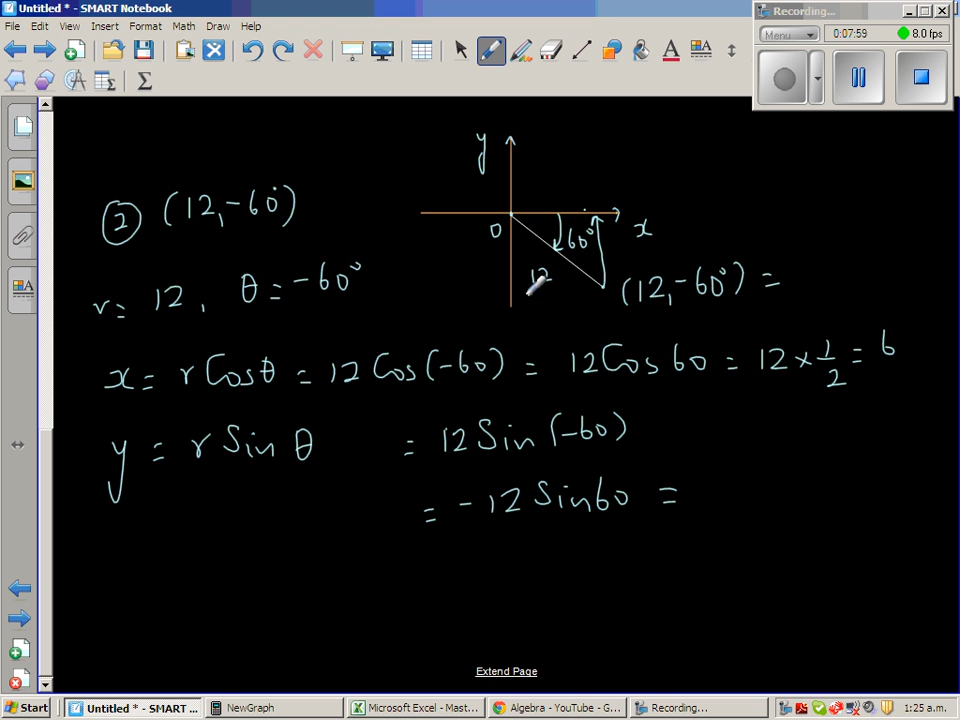 Untitled * - SMART Notebook
File Edit View Insert Format Math Draw Help
Recording...
Menu 0:07:59 8.0 fps
y
② (12, -60°)
0 60° x
12
(12, -60°) =
r = 12, θ = -60°
x = r Cosθ = 12 Cos(-60) = 12 Cos 60 = 12 × 1/2 = 6
y = r Sin θ = 12 Sin (-60)
= -12 Sin60 =
Extend Page
Start Untitled * - SMART ... NewGraph Microsoft Excel - Mast... Algebra - YouTube - G... Recording... 1:25 a.m.